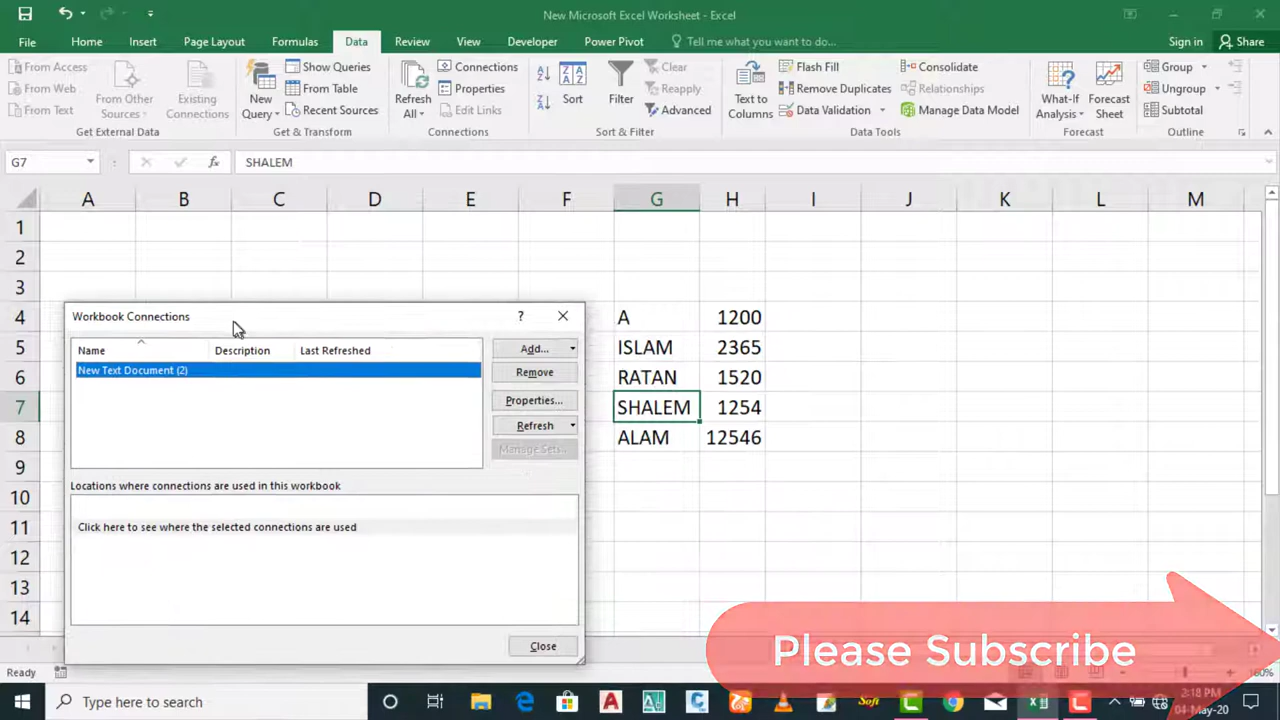 New Microsoft Excel Worksheet - Excel
File Home Insert Page Layout Formulas Data Review View Developer Power Pivot Tell me what you want to do... Sign in Share
From Access
From Web
From Text
From Other Sources
Existing Connections
Get External Data
New Query
Show Queries
From Table
Recent Sources
Get & Transform
Refresh All
Connections
Properties
Edit Links
Connections
Sort
Filter
Clear
Reapply
Advanced
Sort & Filter
Text to Columns
Flash Fill
Remove Duplicates
Data Validation
Consolidate
Relationships
Manage Data Model
Data Tools
What-If Analysis
Forecast Sheet
Forecast
Group
Ungroup
Subtotal
Outline
G7 fx SHALEM
A B C D E F G H I J K L M
1
2
3
4 A 1200
5 ISLAM 2365
6 RATAN 1520
7 SHALEM 1254
8 ALAM 12546
9
10
11
12
13
14
Workbook Connections ?
Name Description Last Refreshed
New Text Document (2)
Add...
Remove
Properties...
Refresh
Manage Sets...
Locations where connections are used in this workbook
Click here to see where the selected connections are used
Close
Please Subscribe
Ready
Type here to search
Soft
2:18 PM
04-May-20